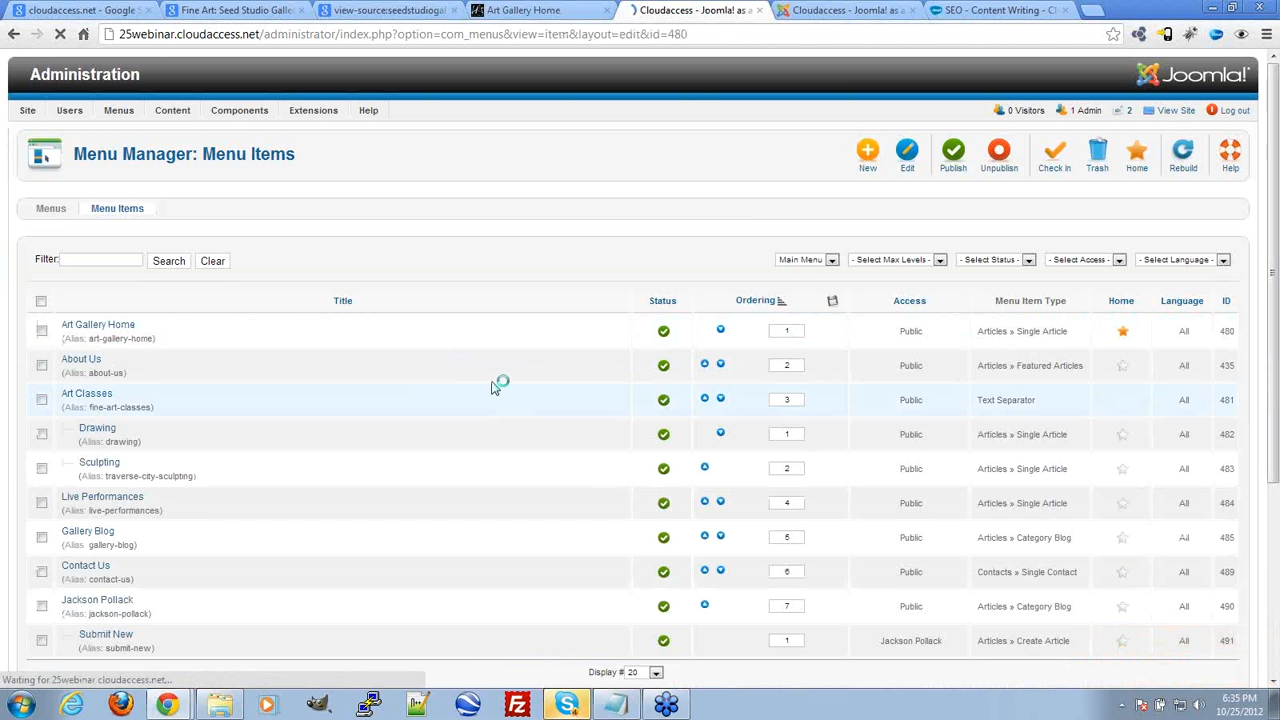 cloudaccess.net - Google S
Fine Art: Seed Studio Galler
view-source:seedstudiogal
Art Gallery Home
Cloudaccess - Joomla! as a
Cloudaccess - Joomla! as a
SEO - Content Writing - Cl
25webinar.cloudaccess.net/administrator/index.php?option=com_menus&view=item&layout=edit&id=480
Administration
Joomla!
Site Users Menus Content Components Extensions Help
0 Visitors 1 Admin 2 View Site Log out
Menu Manager: Menu Items
New Edit Publish Unpublish Check In Trash Home Rebuild Help
Menus Menu Items
Filter: Search Clear Main Menu - Select Max Levels - - Select Status - - Select Access - - Select Language -
Title Status Ordering Access Menu Item Type Home Language ID
Art Gallery Home 1 Public Articles » Single Article All 480
(Alias: art-gallery-home)
About Us 2 Public Articles » Featured Articles All 435
(Alias: about-us)
Art Classes 3 Public Text Separator All 481
(Alias: fine-art-classes)
Drawing 1 Public Articles » Single Article All 482
(Alias: drawing)
Sculpting 2 Public Articles » Single Article All 483
(Alias: traverse-city-sculpting)
Live Performances 4 Public Articles » Single Article All 484
(Alias: live-performances)
Gallery Blog 5 Public Articles » Category Blog All 485
(Alias: gallery-blog)
Contact Us 6 Public Contacts » Single Contact All 489
(Alias: contact-us)
Jackson Pollack 7 Public Articles » Category Blog All 490
(Alias: jackson-pollack)
Submit New 1 Jackson Pollack Articles » Create Article All 491
(Alias: submit-new)
Display # 20
Waiting for 25webinar.cloudaccess.net...
6:35 PM
10/25/2012